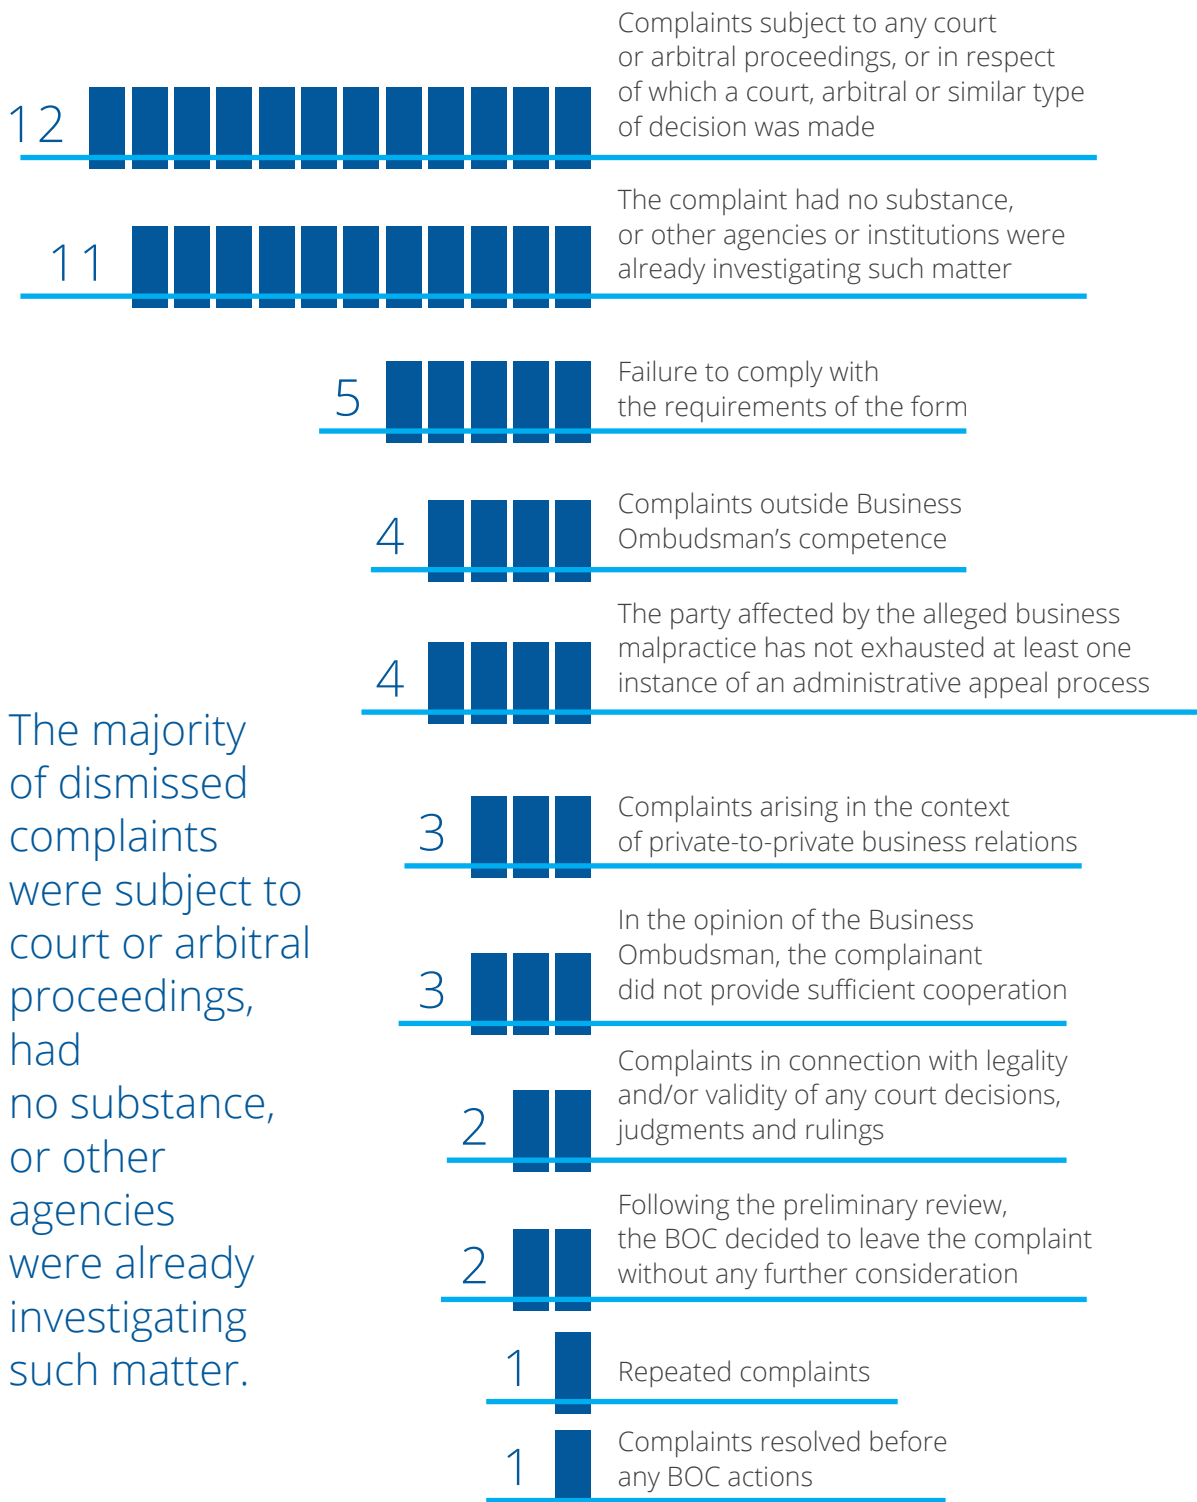 12
Complaints subject to any court
or arbitral proceedings, or in respect
of which a court, arbitral or similar type
of decision was made
11
The complaint had no substance,
or other agencies or institutions were
already investigating such matter
5
Failure to comply with
the requirements of the form
4
Complaints outside Business
Ombudsman’s competence
4
The party affected by the alleged business
malpractice has not exhausted at least one
instance of an administrative appeal process
3
Complaints arising in the context
of private-to-private business relations
3
In the opinion of the Business
Ombudsman, the complainant
did not provide sufficient cooperation
2
Complaints in connection with legality
and/or validity of any court decisions,
judgments and rulings
2
Following the preliminary review,
the BOC decided to leave the complaint
without any further consideration
1
Repeated complaints
1
Complaints resolved before
any BOC actions
The majority
of dismissed
complaints
were subject to
court or arbitral
proceedings,
had
no substance,
or other
agencies
were already
investigating
such matter.